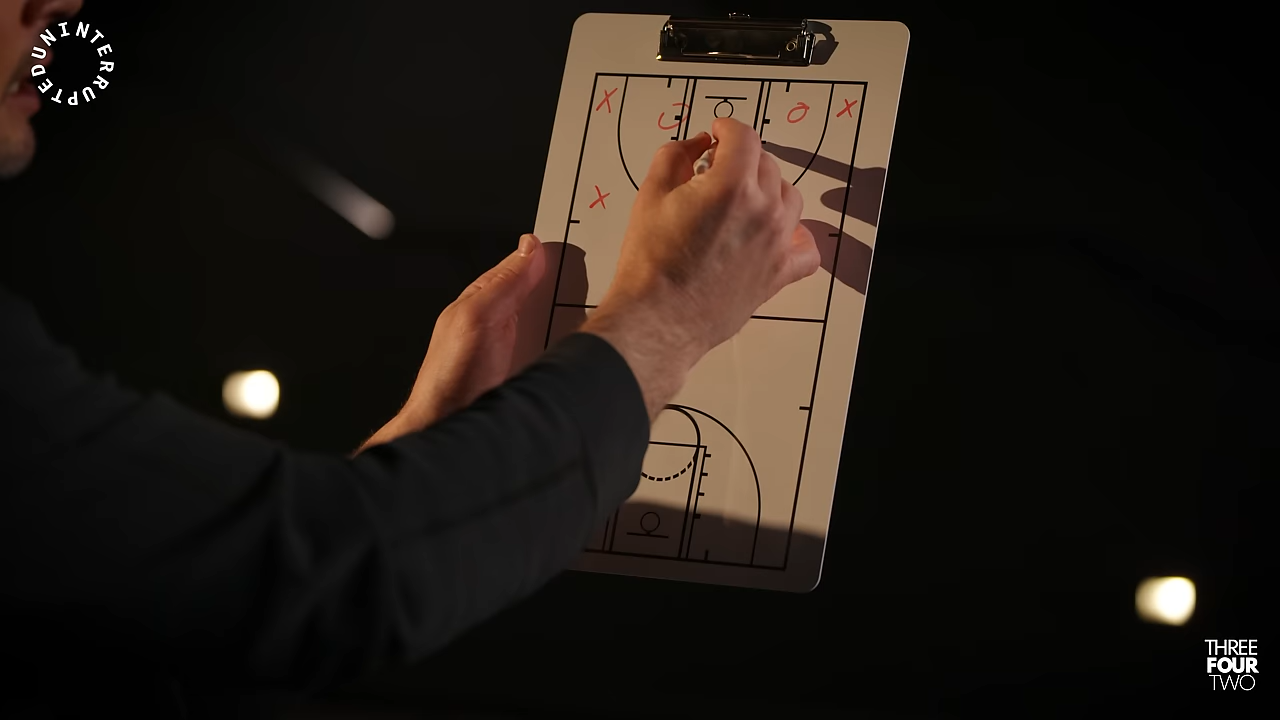 UNINTERRUPTED
X O O X
X
THREE
FOUR
TWO